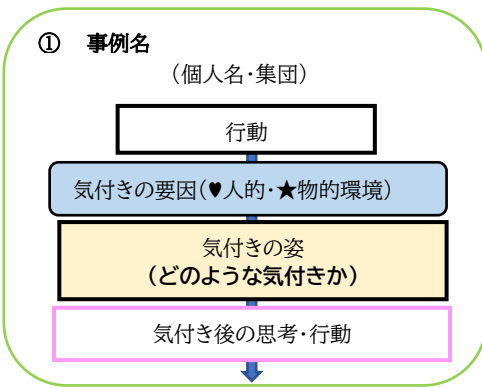 ① 事例名
（個人名・集団）
行動
気付きの要因（♥人的・★物的環境）
気付きの姿
（どのような気付きか）
気付き後の思考・行動